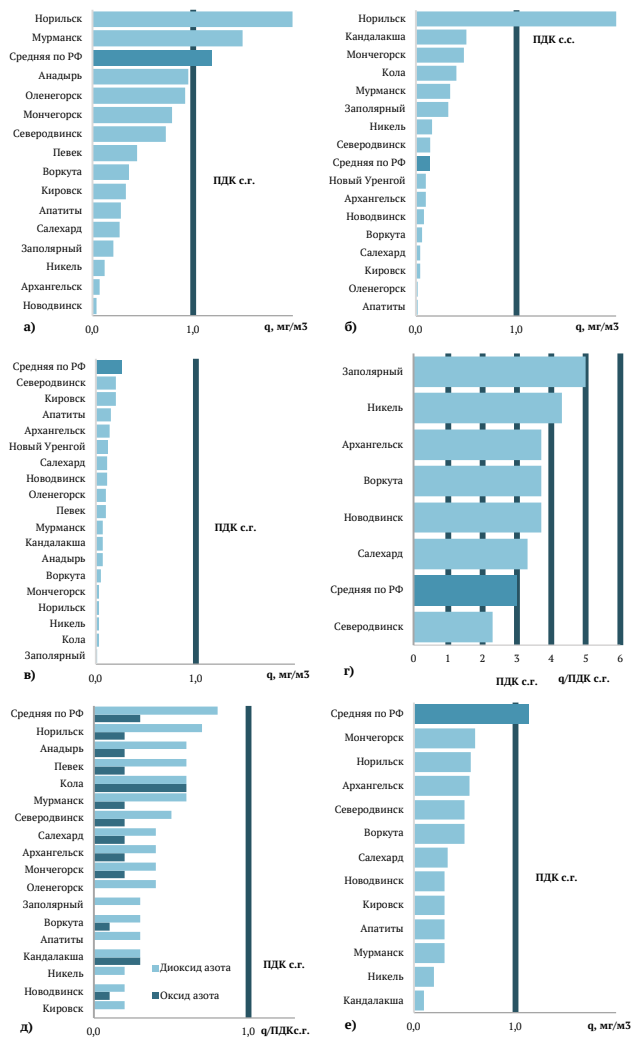 Норильск
Мурманск
Средняя по РФ
Анадырь
Оленегорск
Мончегорск
Северодвинск
Певек
Воркута
Кировск
Апатиты
Салехард
Заполярный
Никель
Архангельск
Новодвинск
ПДК с.г.
0,0 1,0 q, мг/м3
а)
Норильск
Кандалакша
Мончегорск
Кола
Мурманск
Заполярный
Никель
Северодвинск
Средняя по РФ
Новый Уренгой
Архангельск
Новодвинск
Воркута
Салехард
Кировск
Оленегорск
Апатиты
ПДК с.с.
0,0 1,0 q, мг/м3
б)
Средняя по РФ
Северодвинск
Кировск
Апатиты
Архангельск
Новый Уренгой
Салехард
Новодвинск
Оленегорск
Певек
Мурманск
Кандалакша
Анадырь
Воркута
Мончегорск
Норильск
Никель
Кола
Заполярный
ПДК с.г.
0,0 1,0 q, мг/м3
в)
Заполярный
Никель
Архангельск
Воркута
Новодвинск
Салехард
Средняя по РФ
Северодвинск
0 1 2 3 4 5 6
ПДК с.г. q/ПДК с.г.
г)
Средняя по РФ
Норильск
Анадырь
Певек
Кола
Мурманск
Северодвинск
Салехард
Архангельск
Мончегорск
Оленегорск
Заполярный
Воркута
Апатиты
Кандалакша
Никель
Новодвинск
Кировск
Диоксид азота
Оксид азота
ПДК с.г.
0,0 1,0 q/ПДКс.г.
д)
Средняя по РФ
Мончегорск
Норильск
Архангельск
Северодвинск
Воркута
Салехард
Новодвинск
Кировск
Апатиты
Мурманск
Никель
Кандалакша
ПДК с.г.
0,0 1,0 q, мг/м3
е)